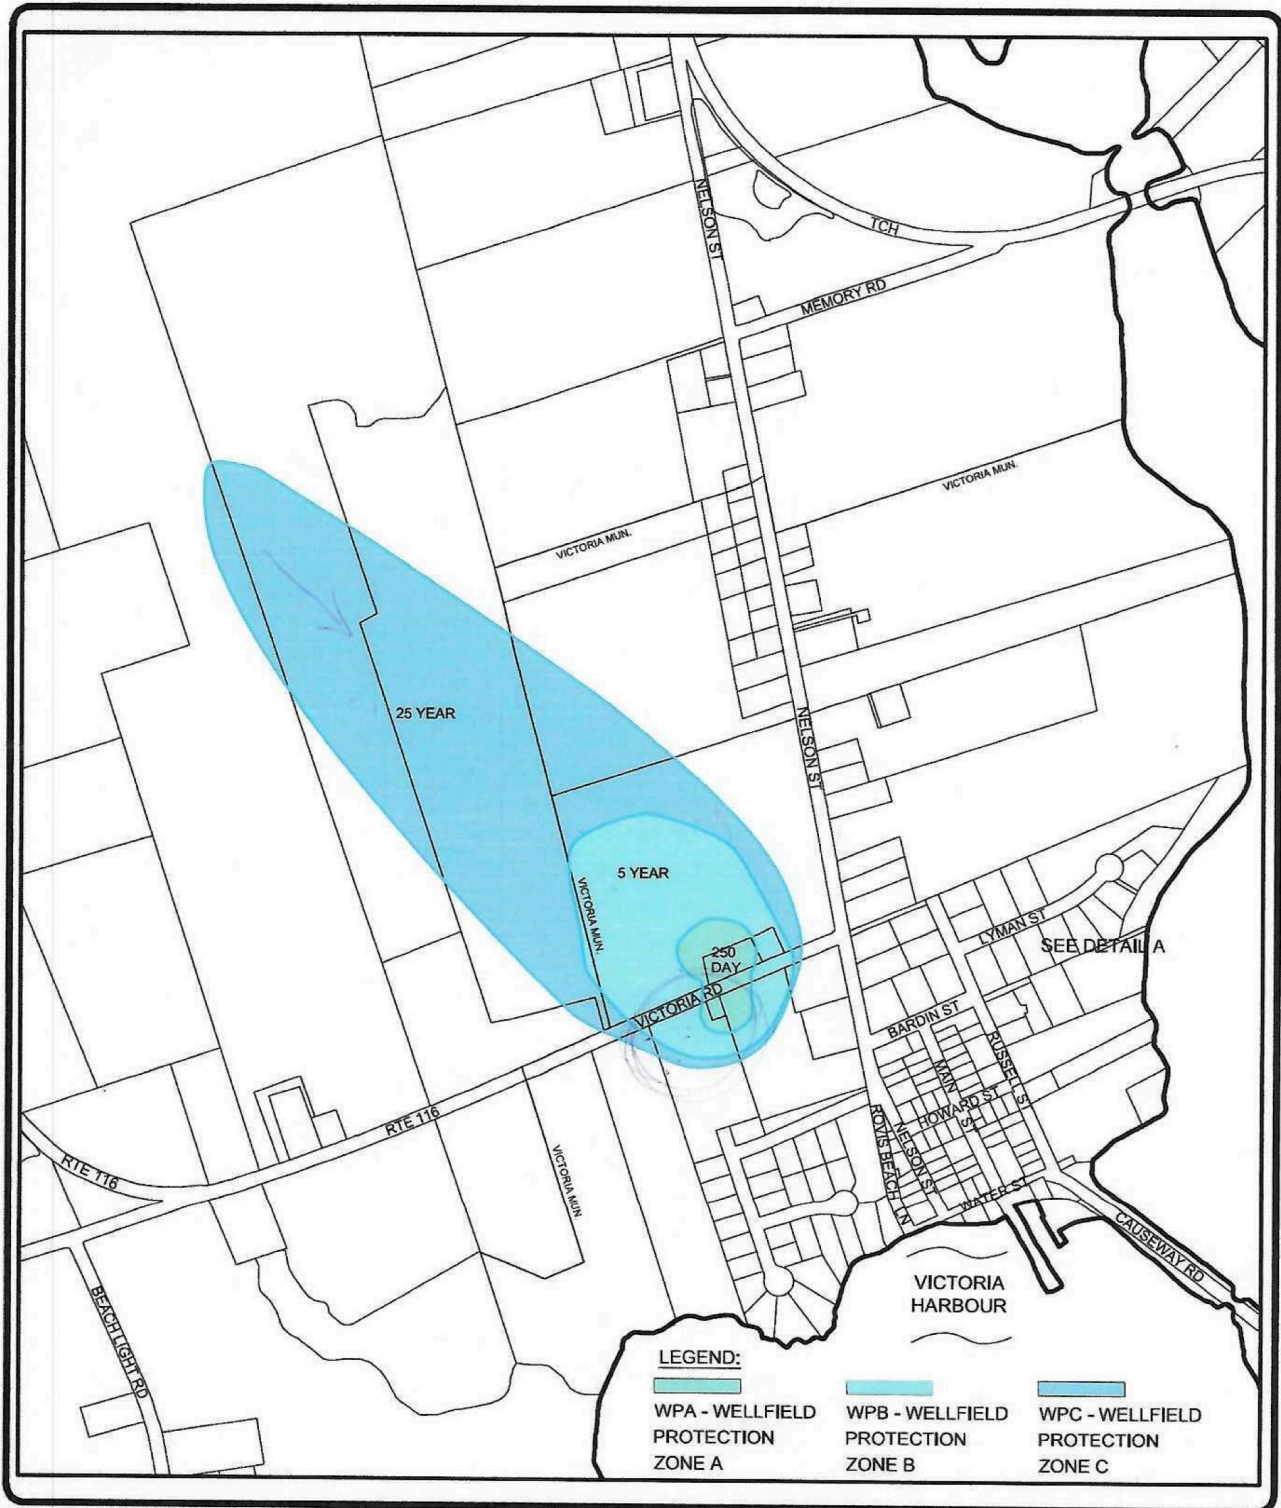 NELSON ST
TCH
MEMORY RD
VICTORIA MUN.
VICTORIA MUN.
25 YEAR
NELSON ST
5 YEAR
VICTORIA MUN.
250
DAY
VICTORIA RD
LYMAN ST
SEE DETAIL A
BARDIN ST
MAIN ST
RUSSELL S
HOWARD ST
RTE 116
RTE 116
VICTORIA MUN
ROVIS BEACH LN
NELSON ST
WATER ST
CAUSEWAY RD
BEACH LIGHT RD
VICTORIA
HARBOUR
LEGEND:
WPA - WELLFIELD
PROTECTION
ZONE A
WPB - WELLFIELD
PROTECTION
ZONE B
WPC - WELLFIELD
PROTECTION
ZONE C